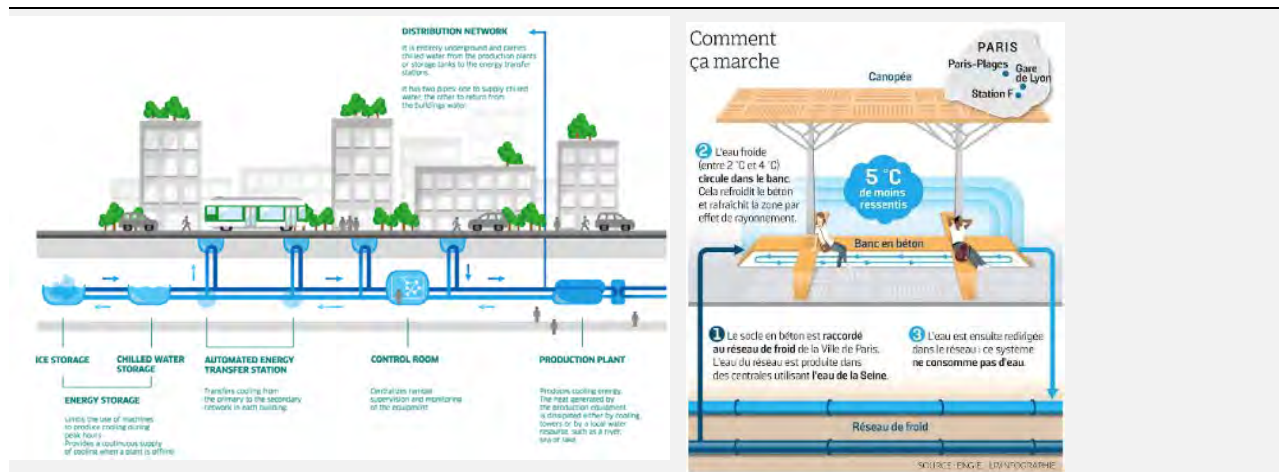 DISTRIBUTION NETWORK
It is entirely underground and carries
chilled water from the production plants
or storage tanks to the energy transfer
stations.
It has two pipes: one to supply chilled
water, the other to return from
the buildings water.
ICE STORAGE
CHILLED WATER
STORAGE
ENERGY STORAGE
Limits the use of machines
to produce cooling during
peak hours
Provides a continuous supply
of cooling when a plant is offline
AUTOMATED ENERGY
TRANSFER STATION
Transfers cooling from
the primary to the secondary
network in each building.
CONTROL ROOM
Centralizes remote
supervision and monitoring
of the equipment
PRODUCTION PLANT
Produces cooling energy.
The heat generated by
the production equipment
is dissipated either by cooling
towers or by a local water
resource, such as a river,
sea or lake.
Comment
ça marche
PARIS
Paris-Plages
Gare
de Lyon
Station F
Canopée
2 L'eau froide
(entre 2 °C et 4 °C)
circule dans le banc.
Cela refroidit le béton
et rafraîchit la zone par
effet de rayonnement.
5 °C
de moins
ressentis
Banc en béton
1 Le socle en béton est raccordé
au réseau de froid de la Ville de Paris.
L'eau du réseau est produite dans
des centrales utilisant l'eau de la Seine.
3 L'eau est ensuite redirigée
dans le réseau : ce système
ne consomme pas d'eau.
Réseau de froid
SOURCE : ENGIE. LP/INFOGRAPHIE